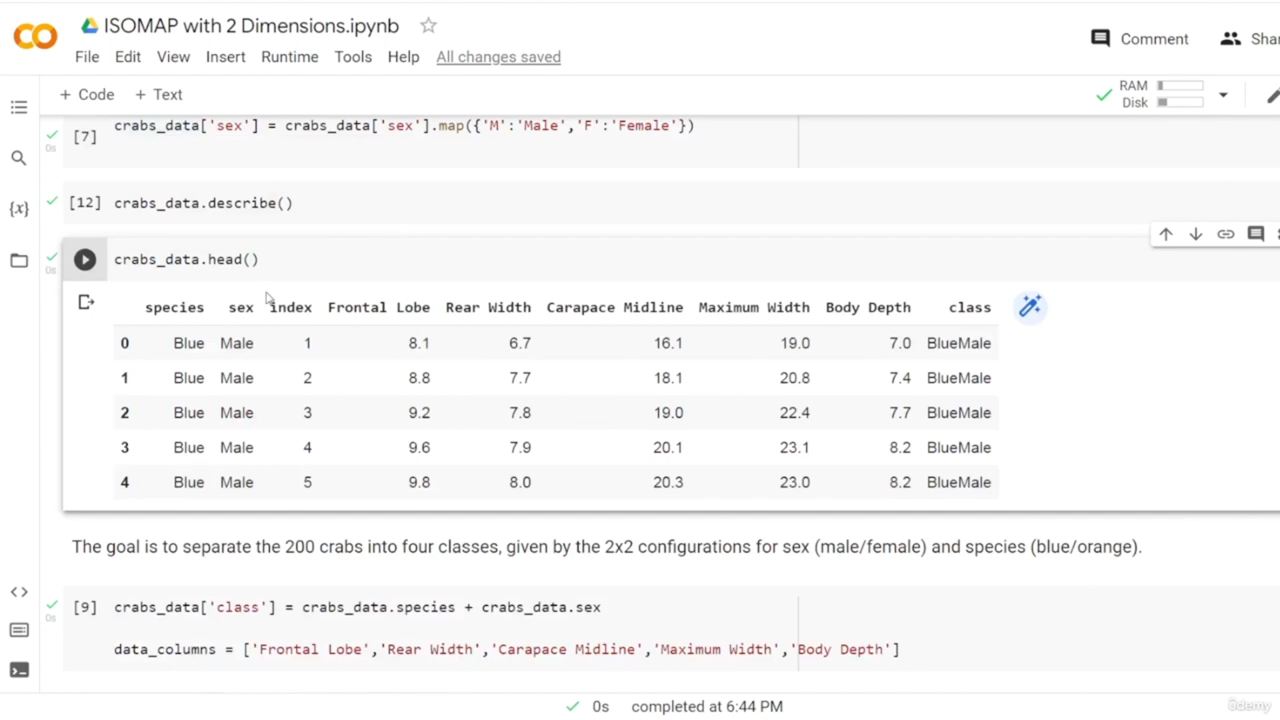 ISOMAP with 2 Dimensions.ipynb
Comment
File Edit View Insert Runtime Tools Help All changes saved
+ Code + Text
RAM
Disk
[7]
crabs_data['sex'] = crabs_data['sex'].map({'M':'Male','F':'Female'})
0s
[12] crabs_data.describe()
{x}
0s
crabs_data.head()
species sex index Frontal Lobe Rear Width Carapace Midline Maximum Width Body Depth class
0 Blue Male 1 8.1 6.7 16.1 19.0 7.0 BlueMale
1 Blue Male 2 8.8 7.7 18.1 20.8 7.4 BlueMale
2 Blue Male 3 9.2 7.8 19.0 22.4 7.7 BlueMale
3 Blue Male 4 9.6 7.9 20.1 23.1 8.2 BlueMale
4 Blue Male 5 9.8 8.0 20.3 23.0 8.2 BlueMale
The goal is to separate the 200 crabs into four classes, given by the 2x2 configurations for sex (male/female) and species (blue/orange).
[9] crabs_data['class'] = crabs_data.species + crabs_data.sex
0s
data_columns = ['Frontal Lobe','Rear Width','Carapace Midline','Maximum Width','Body Depth']
0s completed at 6:44 PM
ûdemy